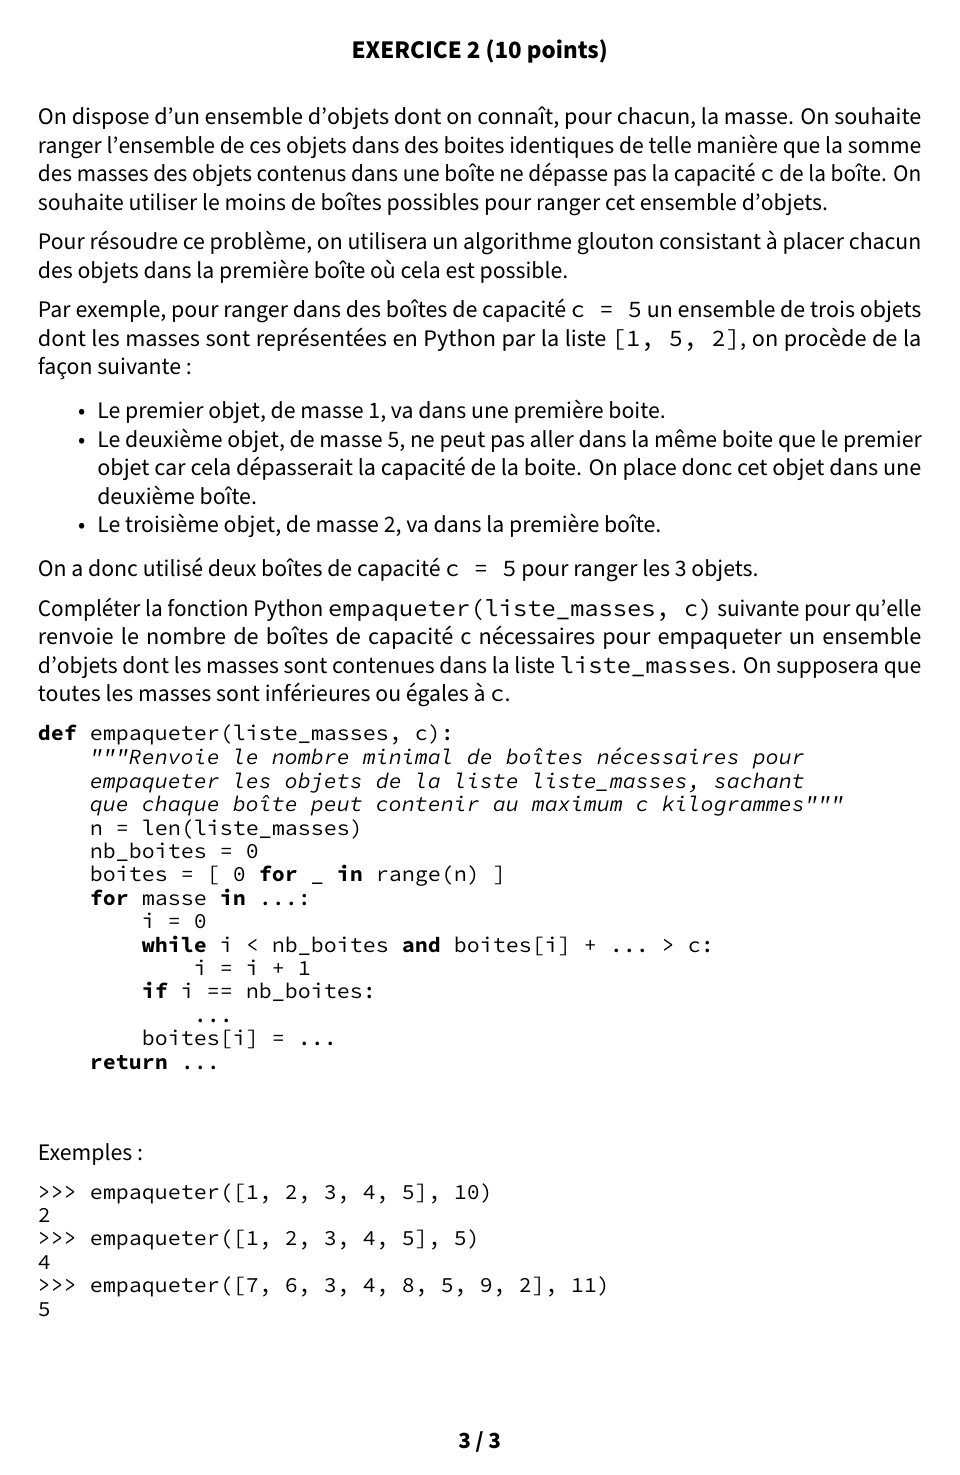 EXERCICE 2 (10 points)
On dispose d’un ensemble d’objets dont on connaît, pour chacun, la masse. On souhaite
ranger l’ensemble de ces objets dans des boites identiques de telle manière que la somme
des masses des objets contenus dans une boîte ne dépasse pas la capacité c de la boîte. On
souhaite utiliser le moins de boîtes possibles pour ranger cet ensemble d’objets.
Pour résoudre ce problème, on utilisera un algorithme glouton consistant à placer chacun
des objets dans la première boîte où cela est possible.
Par exemple, pour ranger dans des boîtes de capacité c = 5 un ensemble de trois objets
dont les masses sont représentées en Python par la liste [1, 5, 2], on procède de la
façon suivante :
• Le premier objet, de masse 1, va dans une première boite.
• Le deuxième objet, de masse 5, ne peut pas aller dans la même boite que le premier
objet car cela dépasserait la capacité de la boite. On place donc cet objet dans une
deuxième boîte.
• Le troisième objet, de masse 2, va dans la première boîte.
On a donc utilisé deux boîtes de capacité c = 5 pour ranger les 3 objets.
Compléter la fonction Python empaqueter(liste_masses, c) suivante pour qu’elle
renvoie le nombre de boîtes de capacité c nécessaires pour empaqueter un ensemble
d’objets dont les masses sont contenues dans la liste liste_masses. On supposera que
toutes les masses sont inférieures ou égales à c.
def empaqueter(liste_masses, c):
    """Renvoie le nombre minimal de boîtes nécessaires pour
    empaqueter les objets de la liste liste_masses, sachant
    que chaque boîte peut contenir au maximum c kilogrammes"""
    n = len(liste_masses)
    nb_boites = 0
    boites = [ 0 for _ in range(n) ]
    for masse in ...:
        i = 0
        while i < nb_boites and boites[i] + ... > c:
            i = i + 1
        if i == nb_boites:
            ...
        boites[i] = ...
    return ...
Exemples :
>>> empaqueter([1, 2, 3, 4, 5], 10)
2
>>> empaqueter([1, 2, 3, 4, 5], 5)
4
>>> empaqueter([7, 6, 3, 4, 8, 5, 9, 2], 11)
5
3 / 3